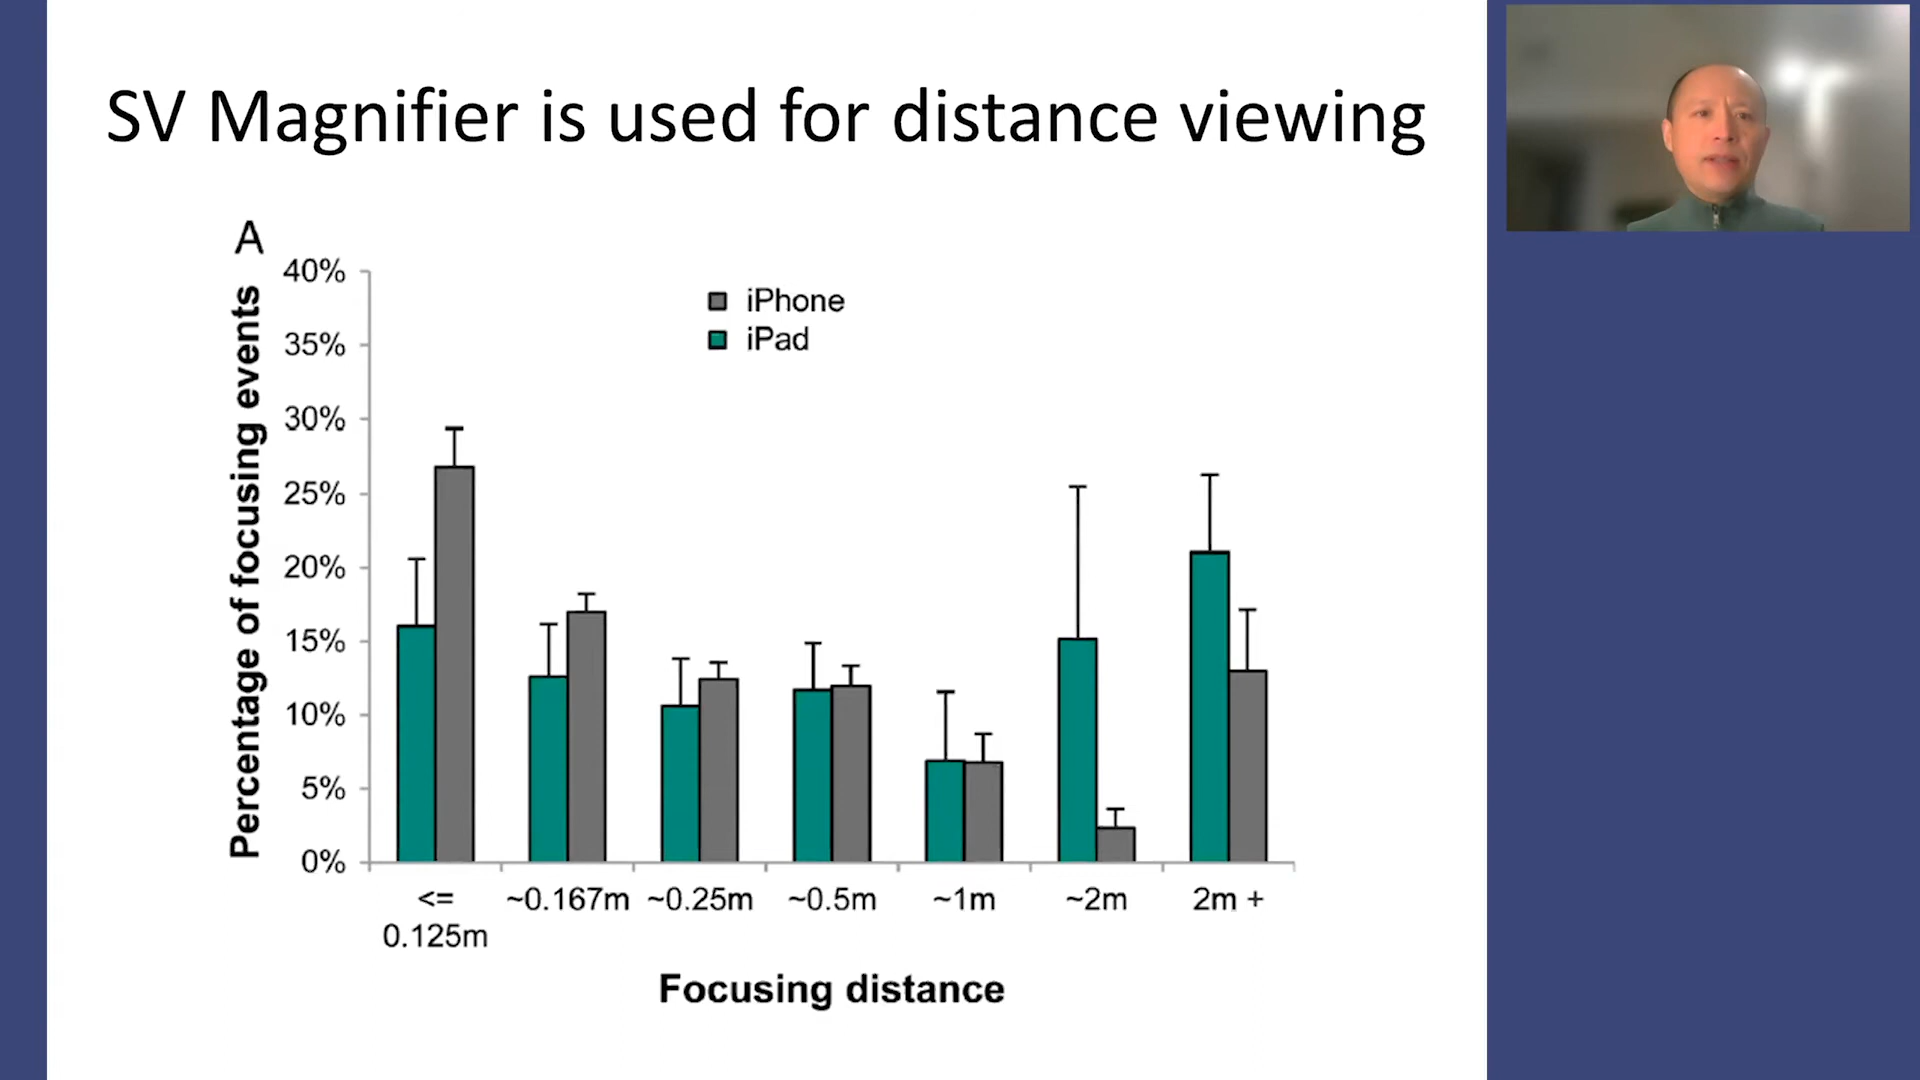 SV Magnifier is used for distance viewing
A
Percentage of focusing events
40%
35%
30%
25%
20%
15%
10%
5%
0%
iPhone
iPad
<= 0.125m
~0.167m
~0.25m
~0.5m
~1m
~2m
2m +
Focusing distance